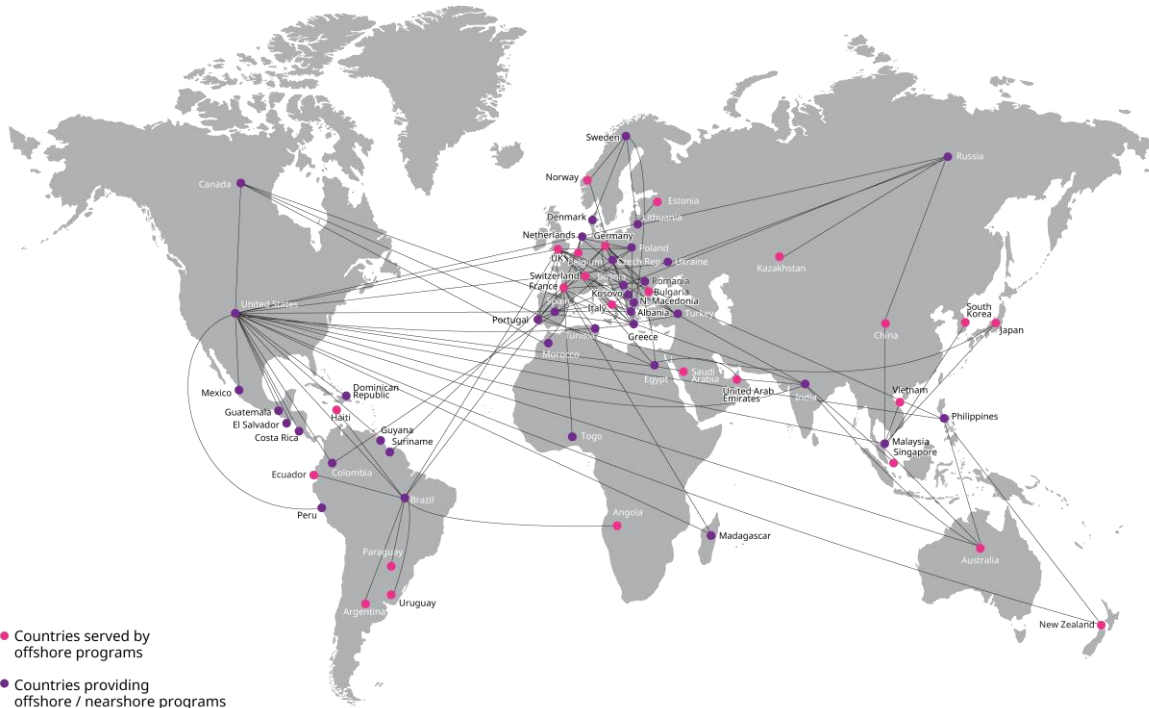 Sweden
Russia
Norway
Canada
Estonia
Denmark
Lithuania
Netherlands
Germany
Poland
UK
Belgium
Czech Rep.
Ukraine
Kazakhstan
Switzerland
France
Romania
Bulgaria
Kosovo
N. Macedonia
United States
Italy
Albania
Turkey
South
Korea
Japan
China
Portugal
Greece
Tunisia
Morocco
Egypt
Saudi
Arabia
United Arab
Emirates
India
Vietnam
Philippines
Mexico
Dominican
Republic
Guatemala
El Salvador
Haiti
Costa Rica
Guyana
Suriname
Togo
Malaysia
Singapore
Ecuador
Colombia
Brazil
Peru
Angola
Madagascar
Paraguay
Australia
Uruguay
Argentina
New Zealand
Countries served by
offshore programs
Countries providing
offshore / nearshore programs